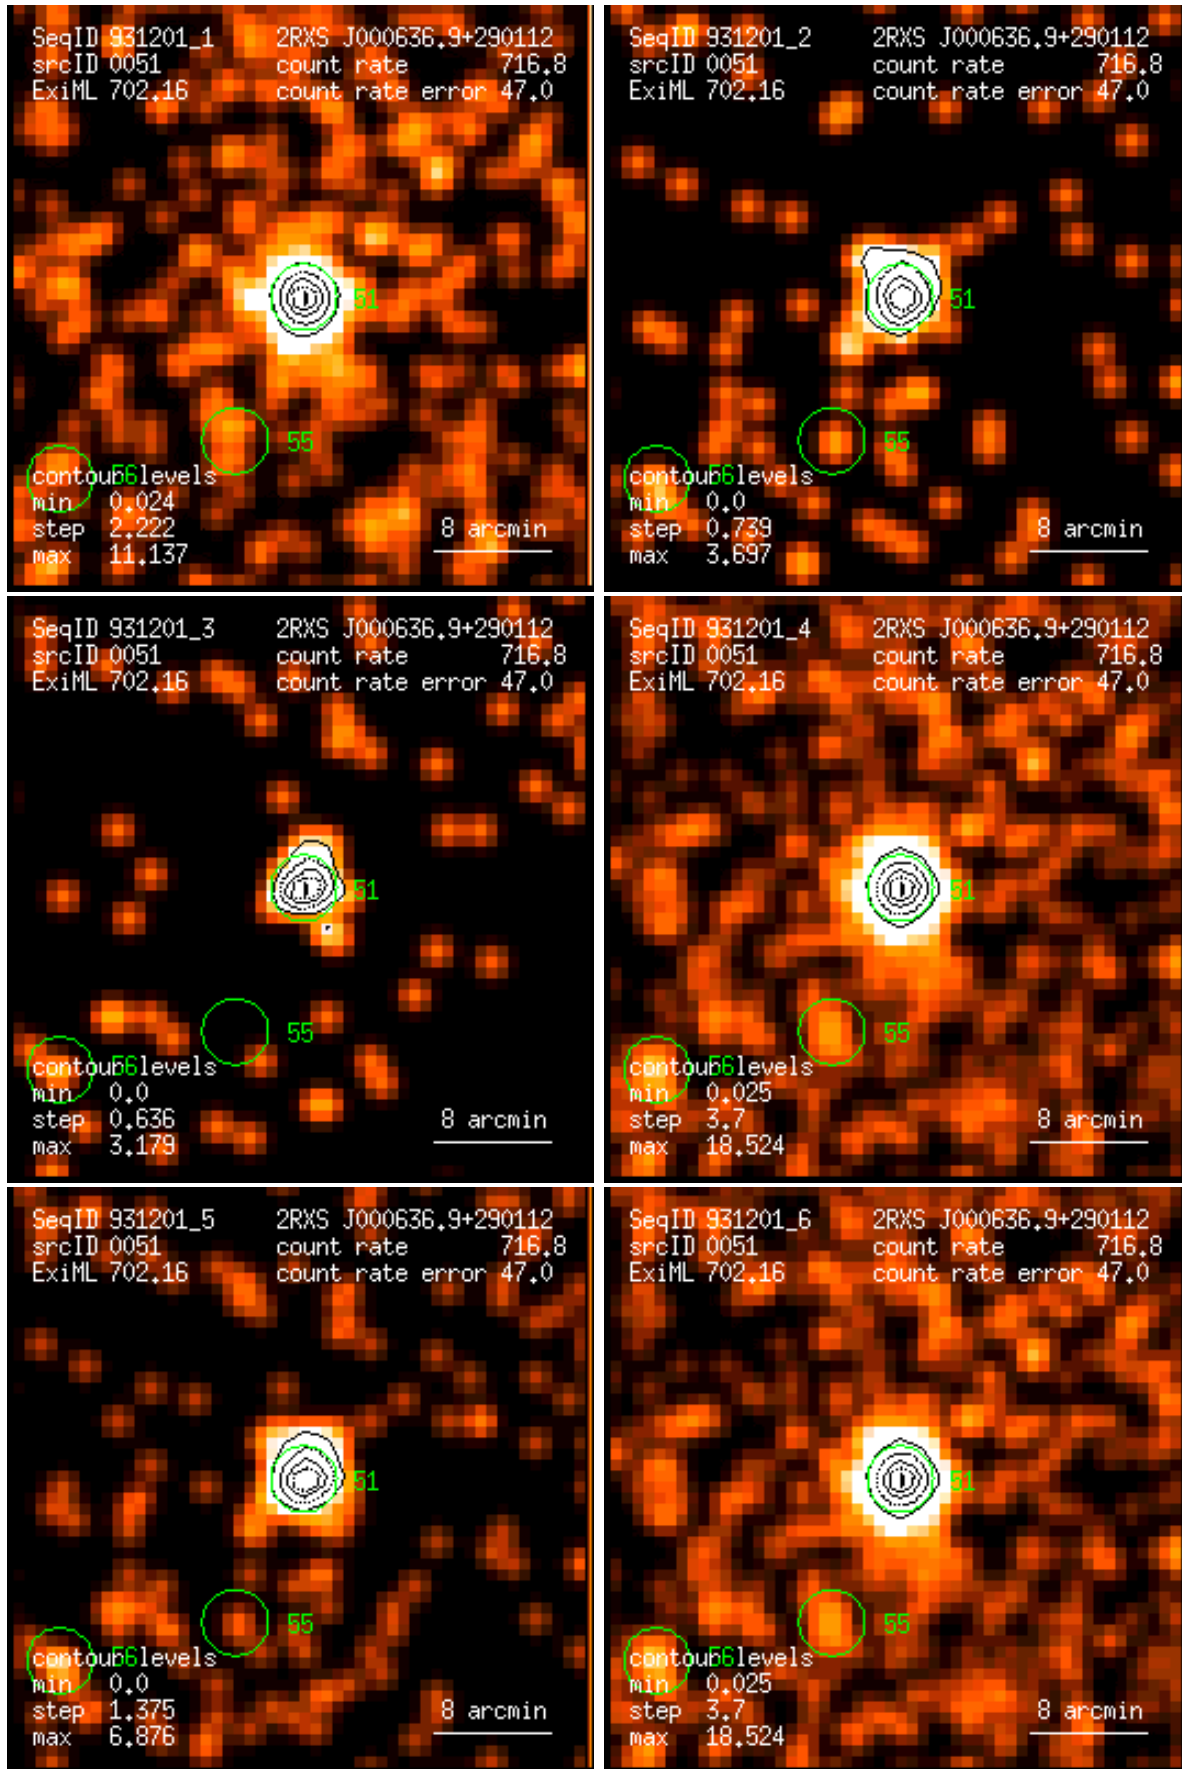 SeqID 931201_1 2RXS J000636.9+290112
srcID 0051 count rate 716.8
ExiML 702.16 count rate error 47.0
51
55
contour levels 56
min 0.024
step 2.222 8 arcmin
max 11.137
SeqID 931201_2 2RXS J000636.9+290112
srcID 0051 count rate 716.8
ExiML 702.16 count rate error 47.0
51
55
contour levels 56
min 0.0
step 0.739 8 arcmin
max 3.697
SeqID 931201_3 2RXS J000636.9+290112
srcID 0051 count rate 716.8
ExiML 702.16 count rate error 47.0
51
55
contour levels 56
min 0.0
step 0.636 8 arcmin
max 3.179
SeqID 931201_4 2RXS J000636.9+290112
srcID 0051 count rate 716.8
ExiML 702.16 count rate error 47.0
51
55
contour levels 56
min 0.025
step 3.7 8 arcmin
max 18.524
SeqID 931201_5 2RXS J000636.9+290112
srcID 0051 count rate 716.8
ExiML 702.16 count rate error 47.0
51
55
contour levels 56
min 0.0
step 1.375 8 arcmin
max 6.876
SeqID 931201_6 2RXS J000636.9+290112
srcID 0051 count rate 716.8
ExiML 702.16 count rate error 47.0
51
55
contour levels 56
min 0.025
step 3.7 8 arcmin
max 18.524